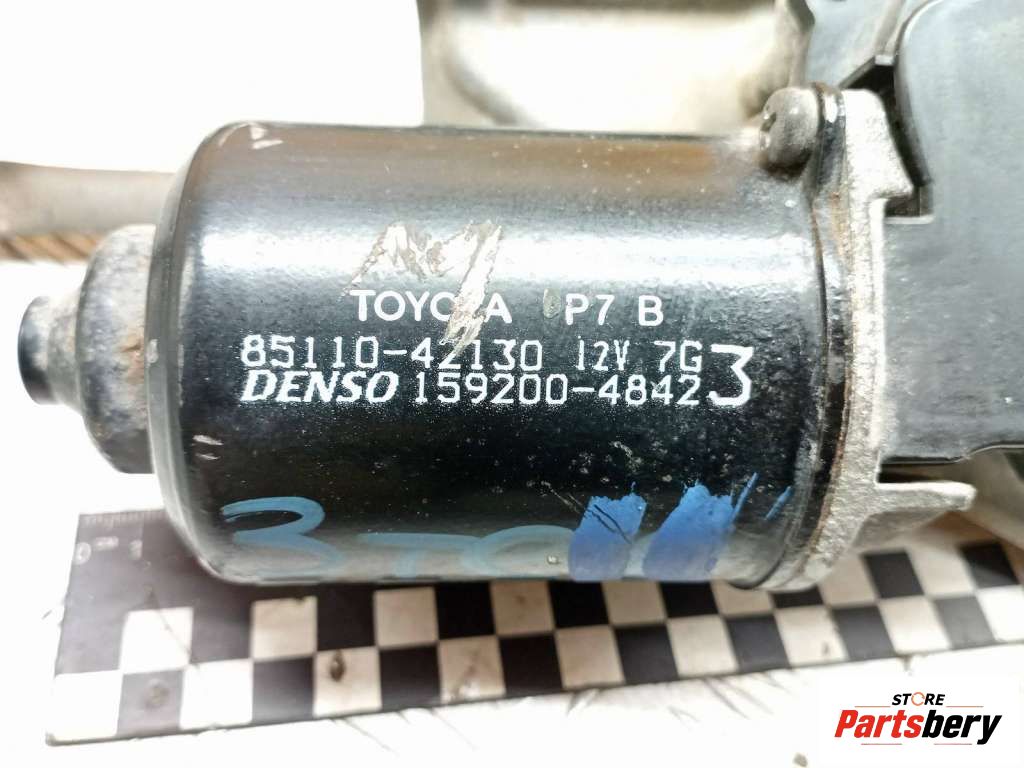 TOYOTA P7 B
85110-42130 12V 7G
DENSO 159200-4842 3
STORE
Partsbery